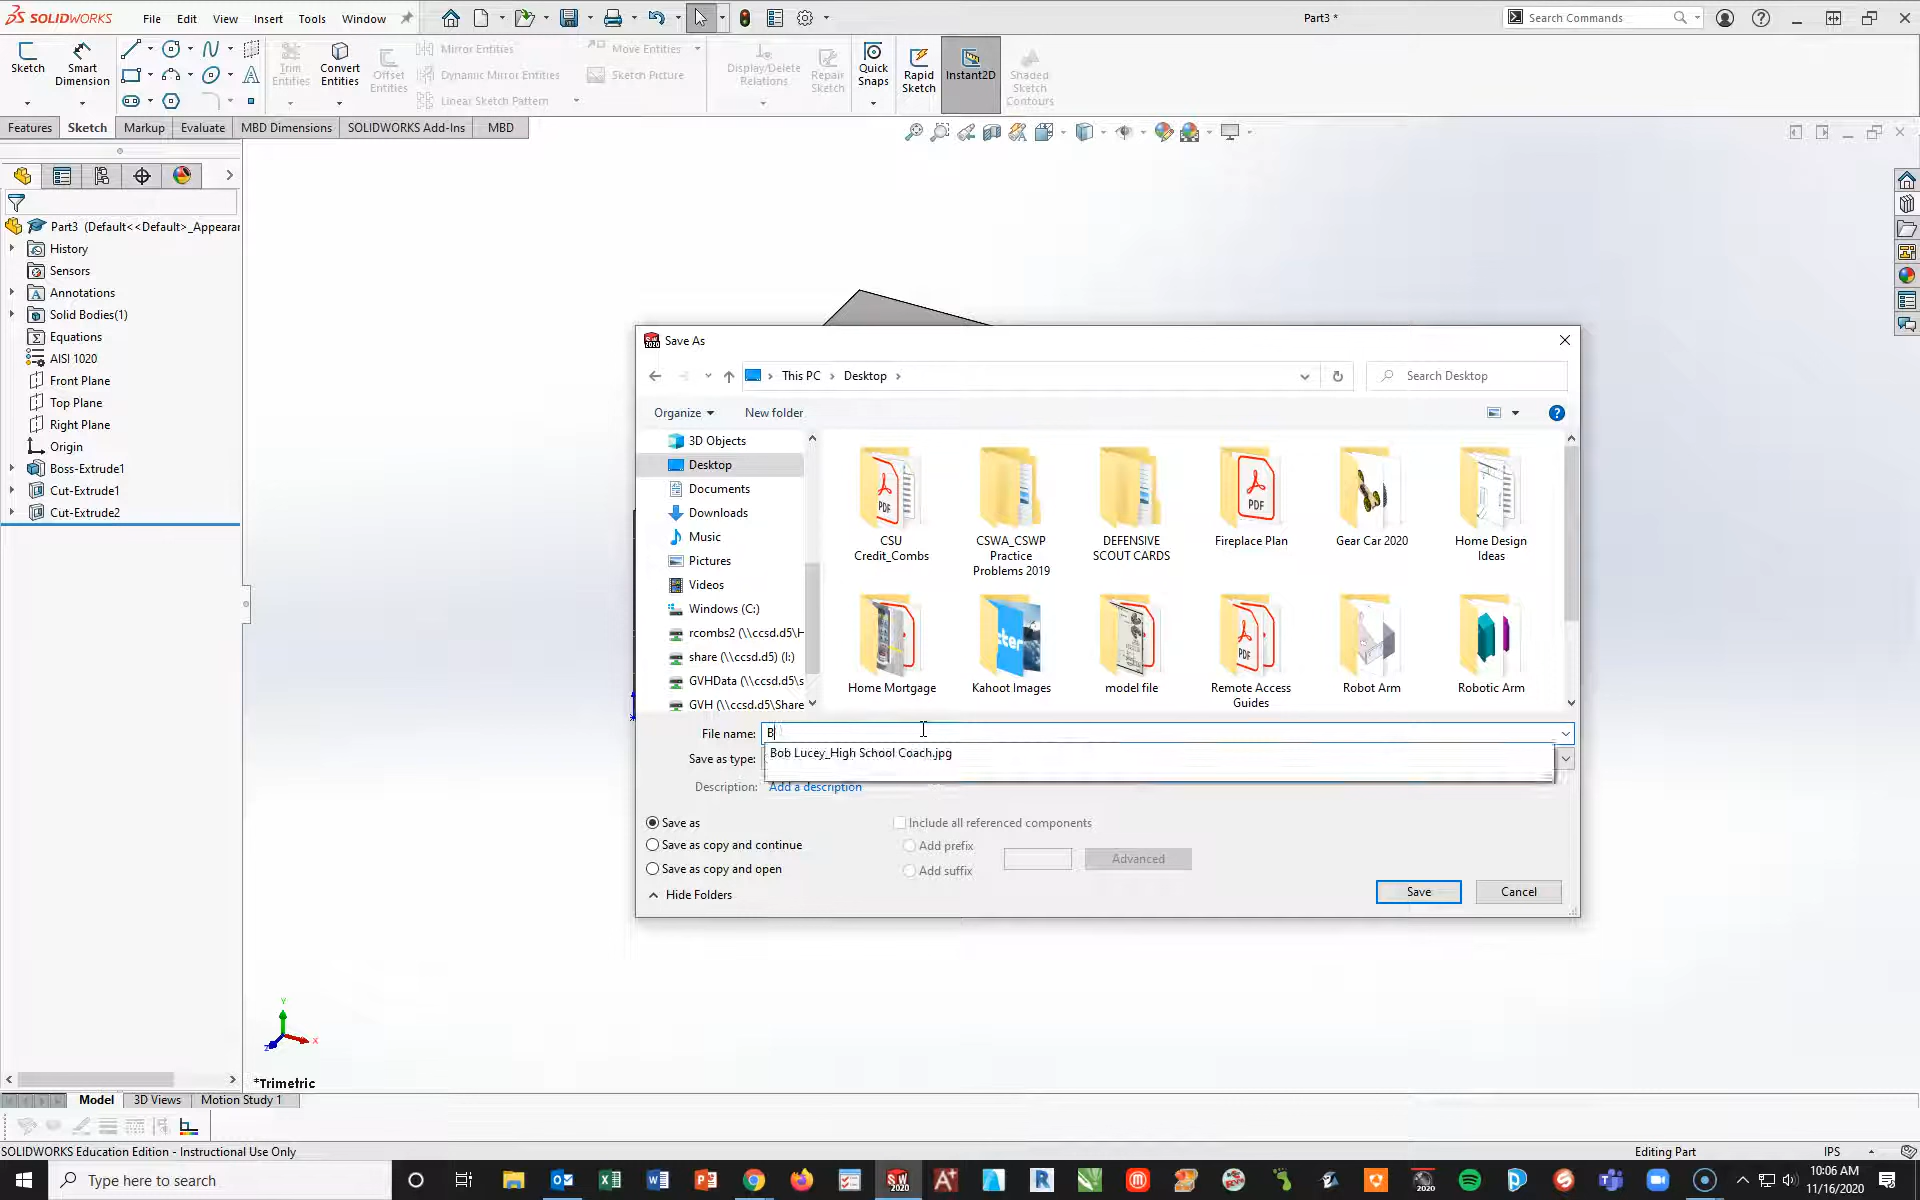 SOLIDWORKS File Edit View Insert Tools Window Part3 * Search Commands
Sketch
Smart Dimension
Trim Entities
Convert Entities
Offset Entities
Mirror Entities
Dynamic Mirror Entities
Linear Sketch Pattern
Move Entities
Sketch Picture
Display/Delete Relations
Repair Sketch
Quick Snaps
Rapid Sketch
Instant2D
Shaded Sketch Contours
Features Sketch Markup Evaluate MBD Dimensions SOLIDWORKS Add-Ins MBD
Part3 (Default<<Default>_Appearar
History
Sensors
Annotations
Solid Bodies(1)
Equations
AISI 1020
Front Plane
Top Plane
Right Plane
Origin
Boss-Extrude1
Cut-Extrude1
Cut-Extrude2
Save As
This PC › Desktop › Search Desktop
Organize New folder
3D Objects
Desktop
Documents
Downloads
Music
Pictures
Videos
Windows (C:)
rcombs2 (\\ccsd.d5\H
share (\\ccsd.d5) (I:)
GVHData (\\ccsd.d5\s
GVH (\\ccsd.d5\Share
CSU Credit_Combs
CSWA_CSWP Practice Problems 2019
DEFENSIVE SCOUT CARDS
PDF
Fireplace Plan
Gear Car 2020
Home Design Ideas
Home Mortgage
cter
Kahoot Images
model file
PDF
Remote Access Guides
Robot Arm
Robotic Arm
File name: B
Bob Lucey_High School Coach.jpg
Save as type:
Description: Add a description
Save as
Save as copy and continue
Save as copy and open
Include all referenced components
Add prefix
Add suffix
Advanced
Hide Folders
Save Cancel
Y
X
Z
*Trimetric
Model 3D Views Motion Study 1
SOLIDWORKS Education Edition - Instructional Use Only Editing Part IPS
Type here to search
10:06 AM
11/16/2020